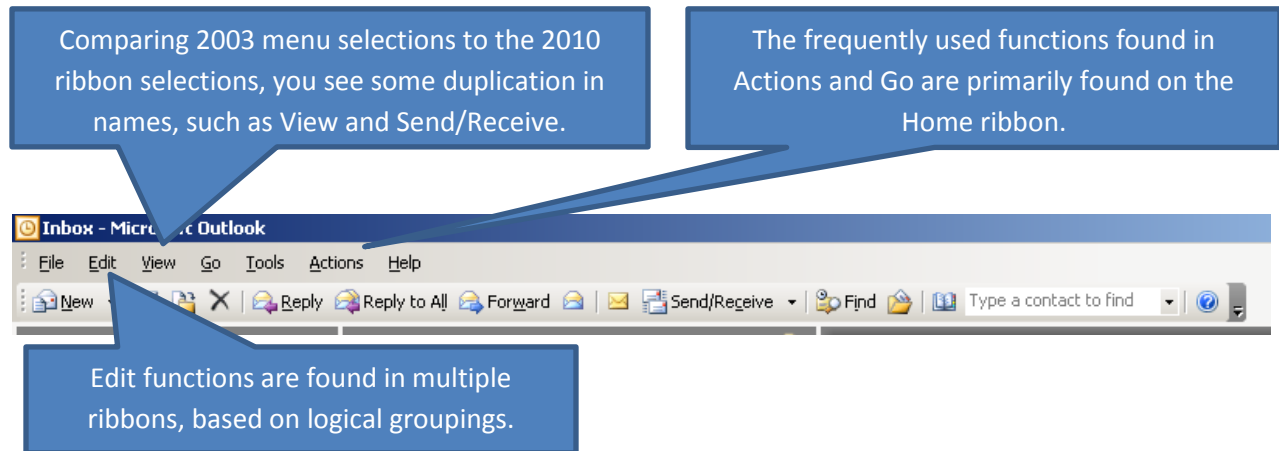 Comparing 2003 menu selections to the 2010
ribbon selections, you see some duplication in
names, such as View and Send/Receive.
The frequently used functions found in
Actions and Go are primarily found on the
Home ribbon.
Inbox - Outlook
File Edit View Go Tools Actions Help
New Reply Reply to All Forward Send/Receive Find Type a contact to find
Edit functions are found in multiple
ribbons, based on logical groupings.